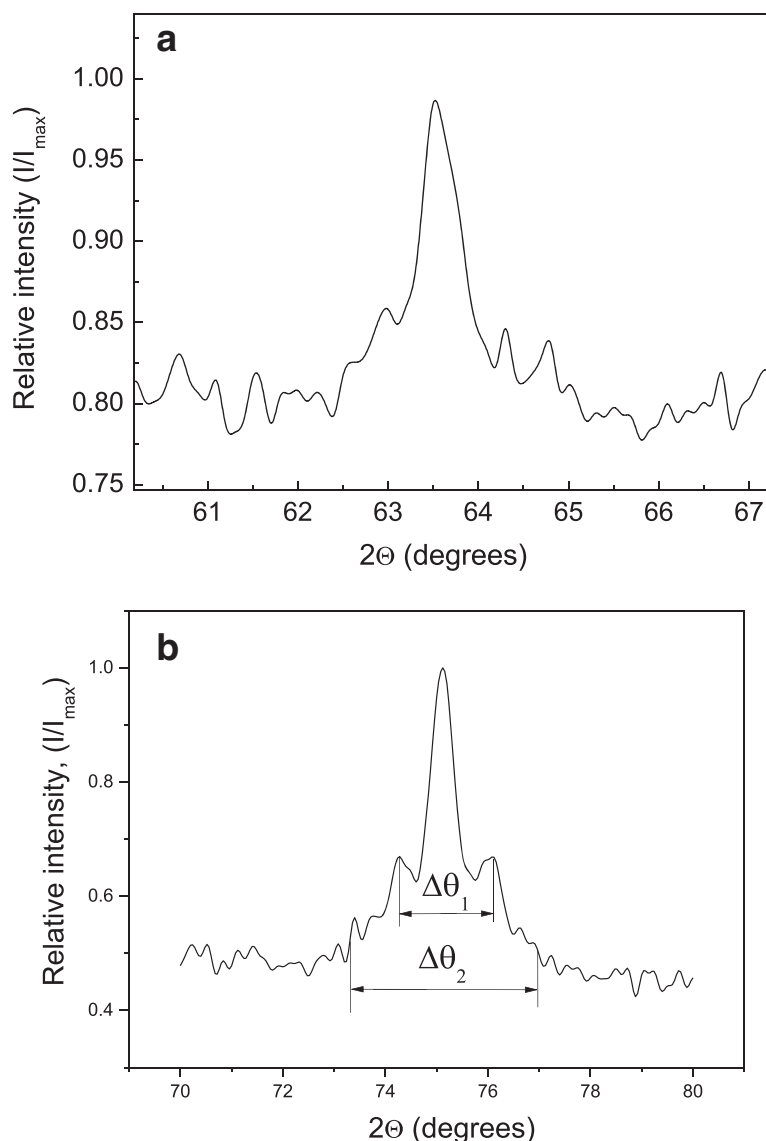 a
Relative intensity (I/I_max)
1.00
0.95
0.90
0.85
0.80
0.75
61 62 63 64 65 66 67
2Θ (degrees)
b
Relative intensity, (I/I_max)
1.0
0.8
0.6
0.4
Δθ₁
Δθ₂
70 72 74 76 78 80
2Θ (degrees)